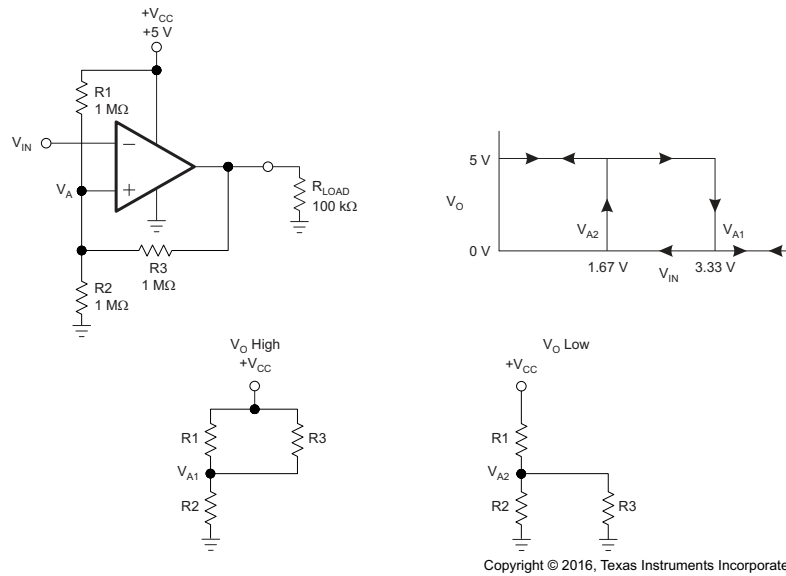 +VCC
+5 V
R1
1 MΩ
VIN
−
VA
+
RLOAD
100 kΩ
R3
1 MΩ
R2
1 MΩ
5 V
VO
VA2
VA1
0 V
1.67 V
VIN
3.33 V
VO High
+VCC
R1
R3
VA1
R2
VO Low
+VCC
R1
VA2
R2
R3
Copyright © 2016, Texas Instruments Incorporate